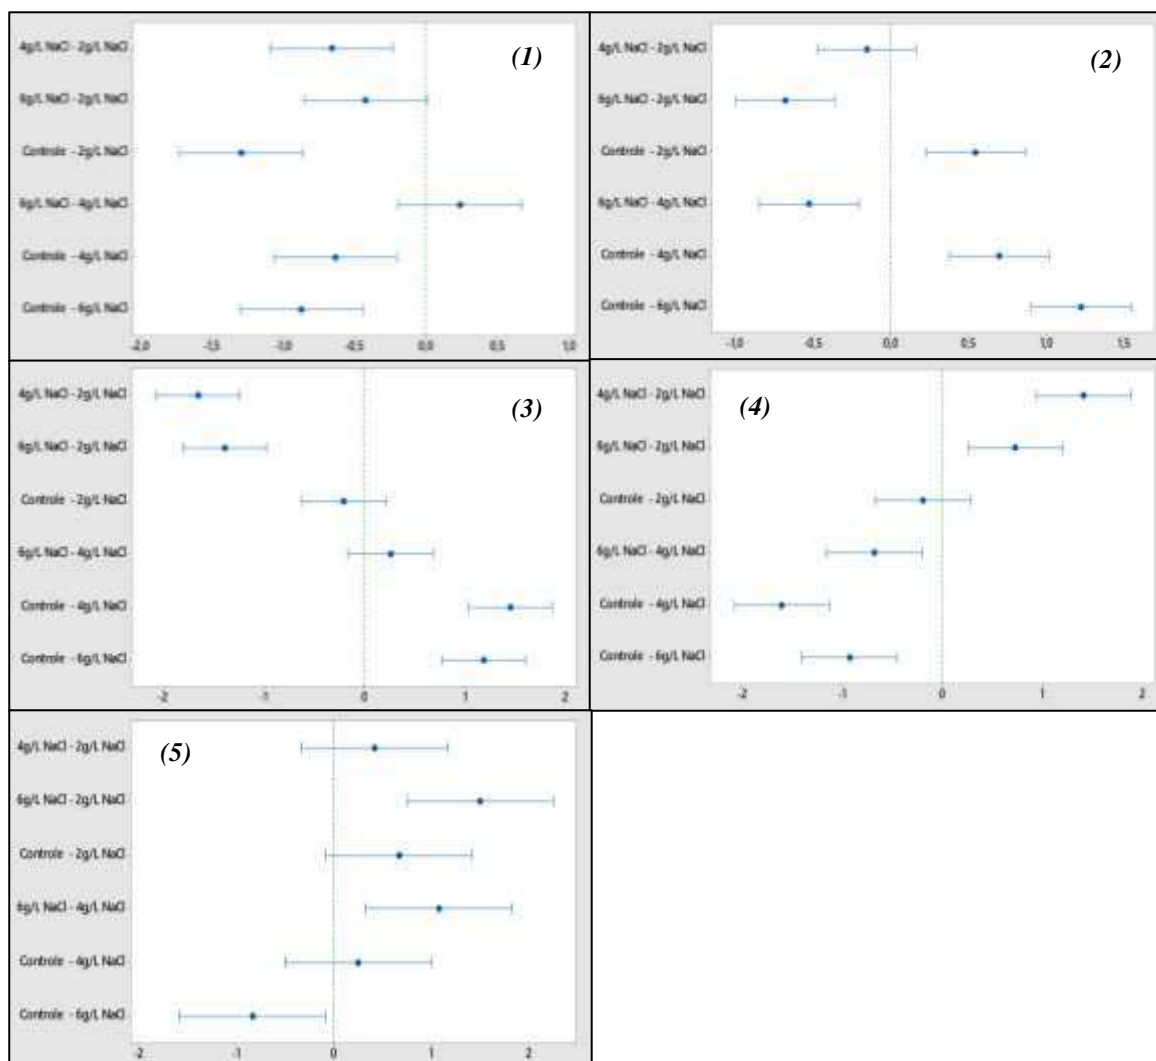 4g/L NaCl - 2g/L NaCl
6g/L NaCl - 2g/L NaCl
Controle - 2g/L NaCl
6g/L NaCl - 4g/L NaCl
Controle - 4g/L NaCl
Controle - 6g/L NaCl
(1)
-2,0 -1,5 -1,0 -0,5 0,0 0,5 1,0
4g/L NaCl - 2g/L NaCl
6g/L NaCl - 2g/L NaCl
Controle - 2g/L NaCl
6g/L NaCl - 4g/L NaCl
Controle - 4g/L NaCl
Controle - 6g/L NaCl
(2)
-1,0 -0,5 0,0 0,5 1,0 1,5
4g/L NaCl - 2g/L NaCl
6g/L NaCl - 2g/L NaCl
Controle - 2g/L NaCl
6g/L NaCl - 4g/L NaCl
Controle - 4g/L NaCl
Controle - 6g/L NaCl
(3)
-2 -1 0 1 2
4g/L NaCl - 2g/L NaCl
6g/L NaCl - 2g/L NaCl
Controle - 2g/L NaCl
6g/L NaCl - 4g/L NaCl
Controle - 4g/L NaCl
Controle - 6g/L NaCl
(4)
-2 -1 0 1 2
4g/L NaCl - 2g/L NaCl
6g/L NaCl - 2g/L NaCl
Controle - 2g/L NaCl
6g/L NaCl - 4g/L NaCl
Controle - 4g/L NaCl
Controle - 6g/L NaCl
(5)
-2 -1 0 1 2